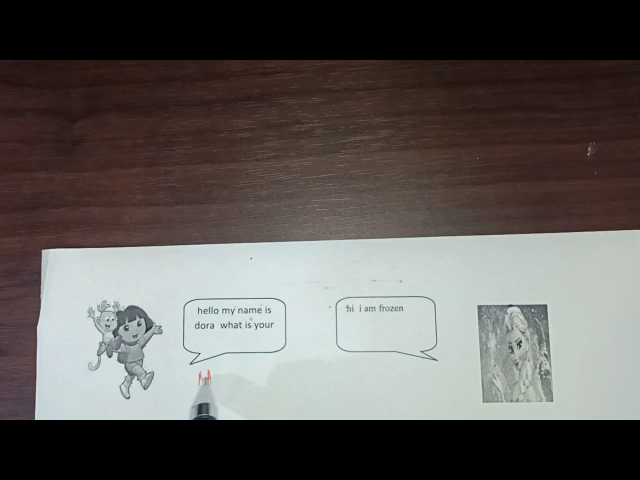 hello my name is
dora what is your
hi i am frozen